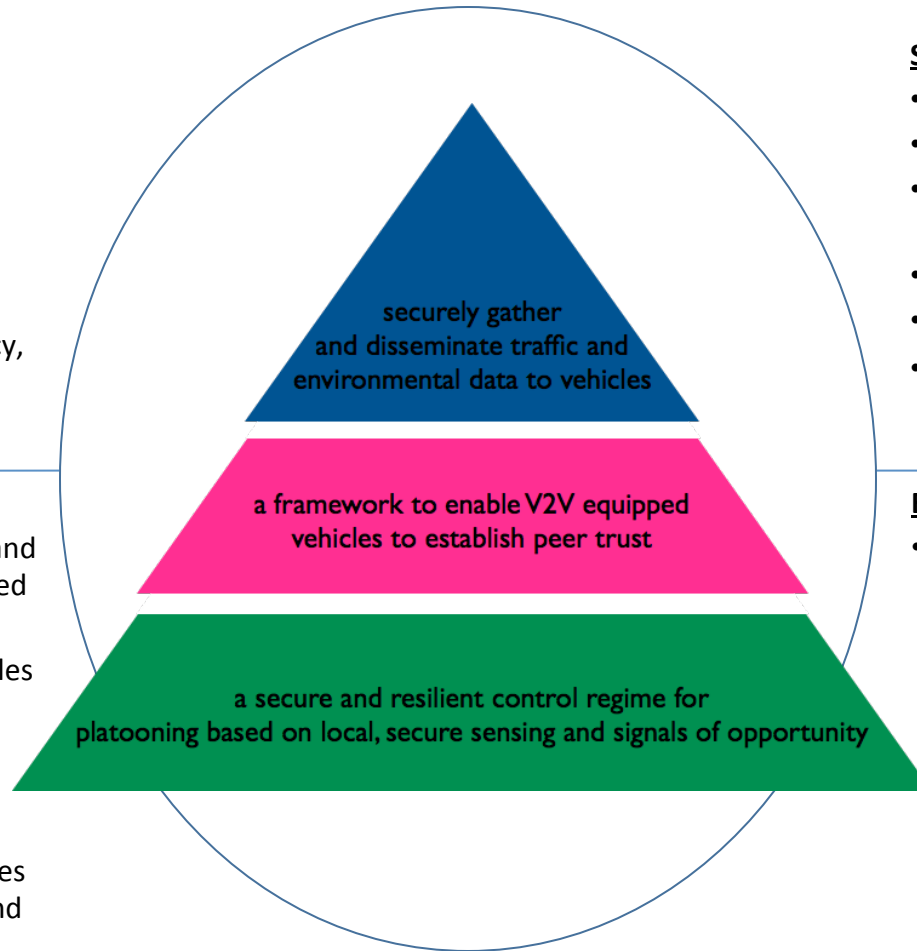 securely gather
and disseminate traffic and
environmental data to vehicles
a framework to enable V2V equipped
vehicles to establish peer trust
a secure and resilient control regime for
platooning based on local, secure sensing and signals of opportunity
and